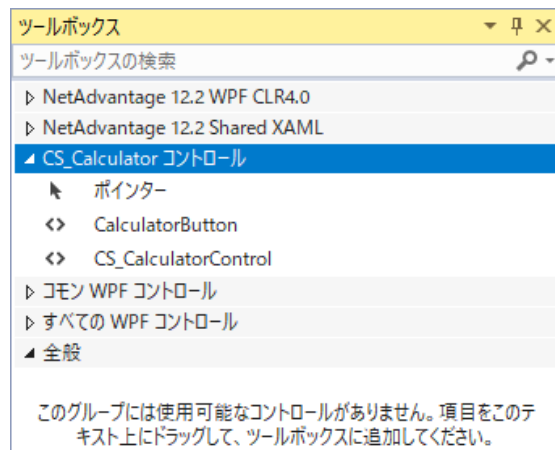 ツールボックス
ツールボックスの検索
NetAdvantage 12.2 WPF CLR4.0
NetAdvantage 12.2 Shared XAML
CS_Calculator コントロール
ポインター
CalculatorButton
CS_CalculatorControl
コモン WPF コントロール
すべての WPF コントロール
全般
このグループには使用可能なコントロールがありません。項目をこのテ
キスト上にドラッグして、ツールボックスに追加してください。